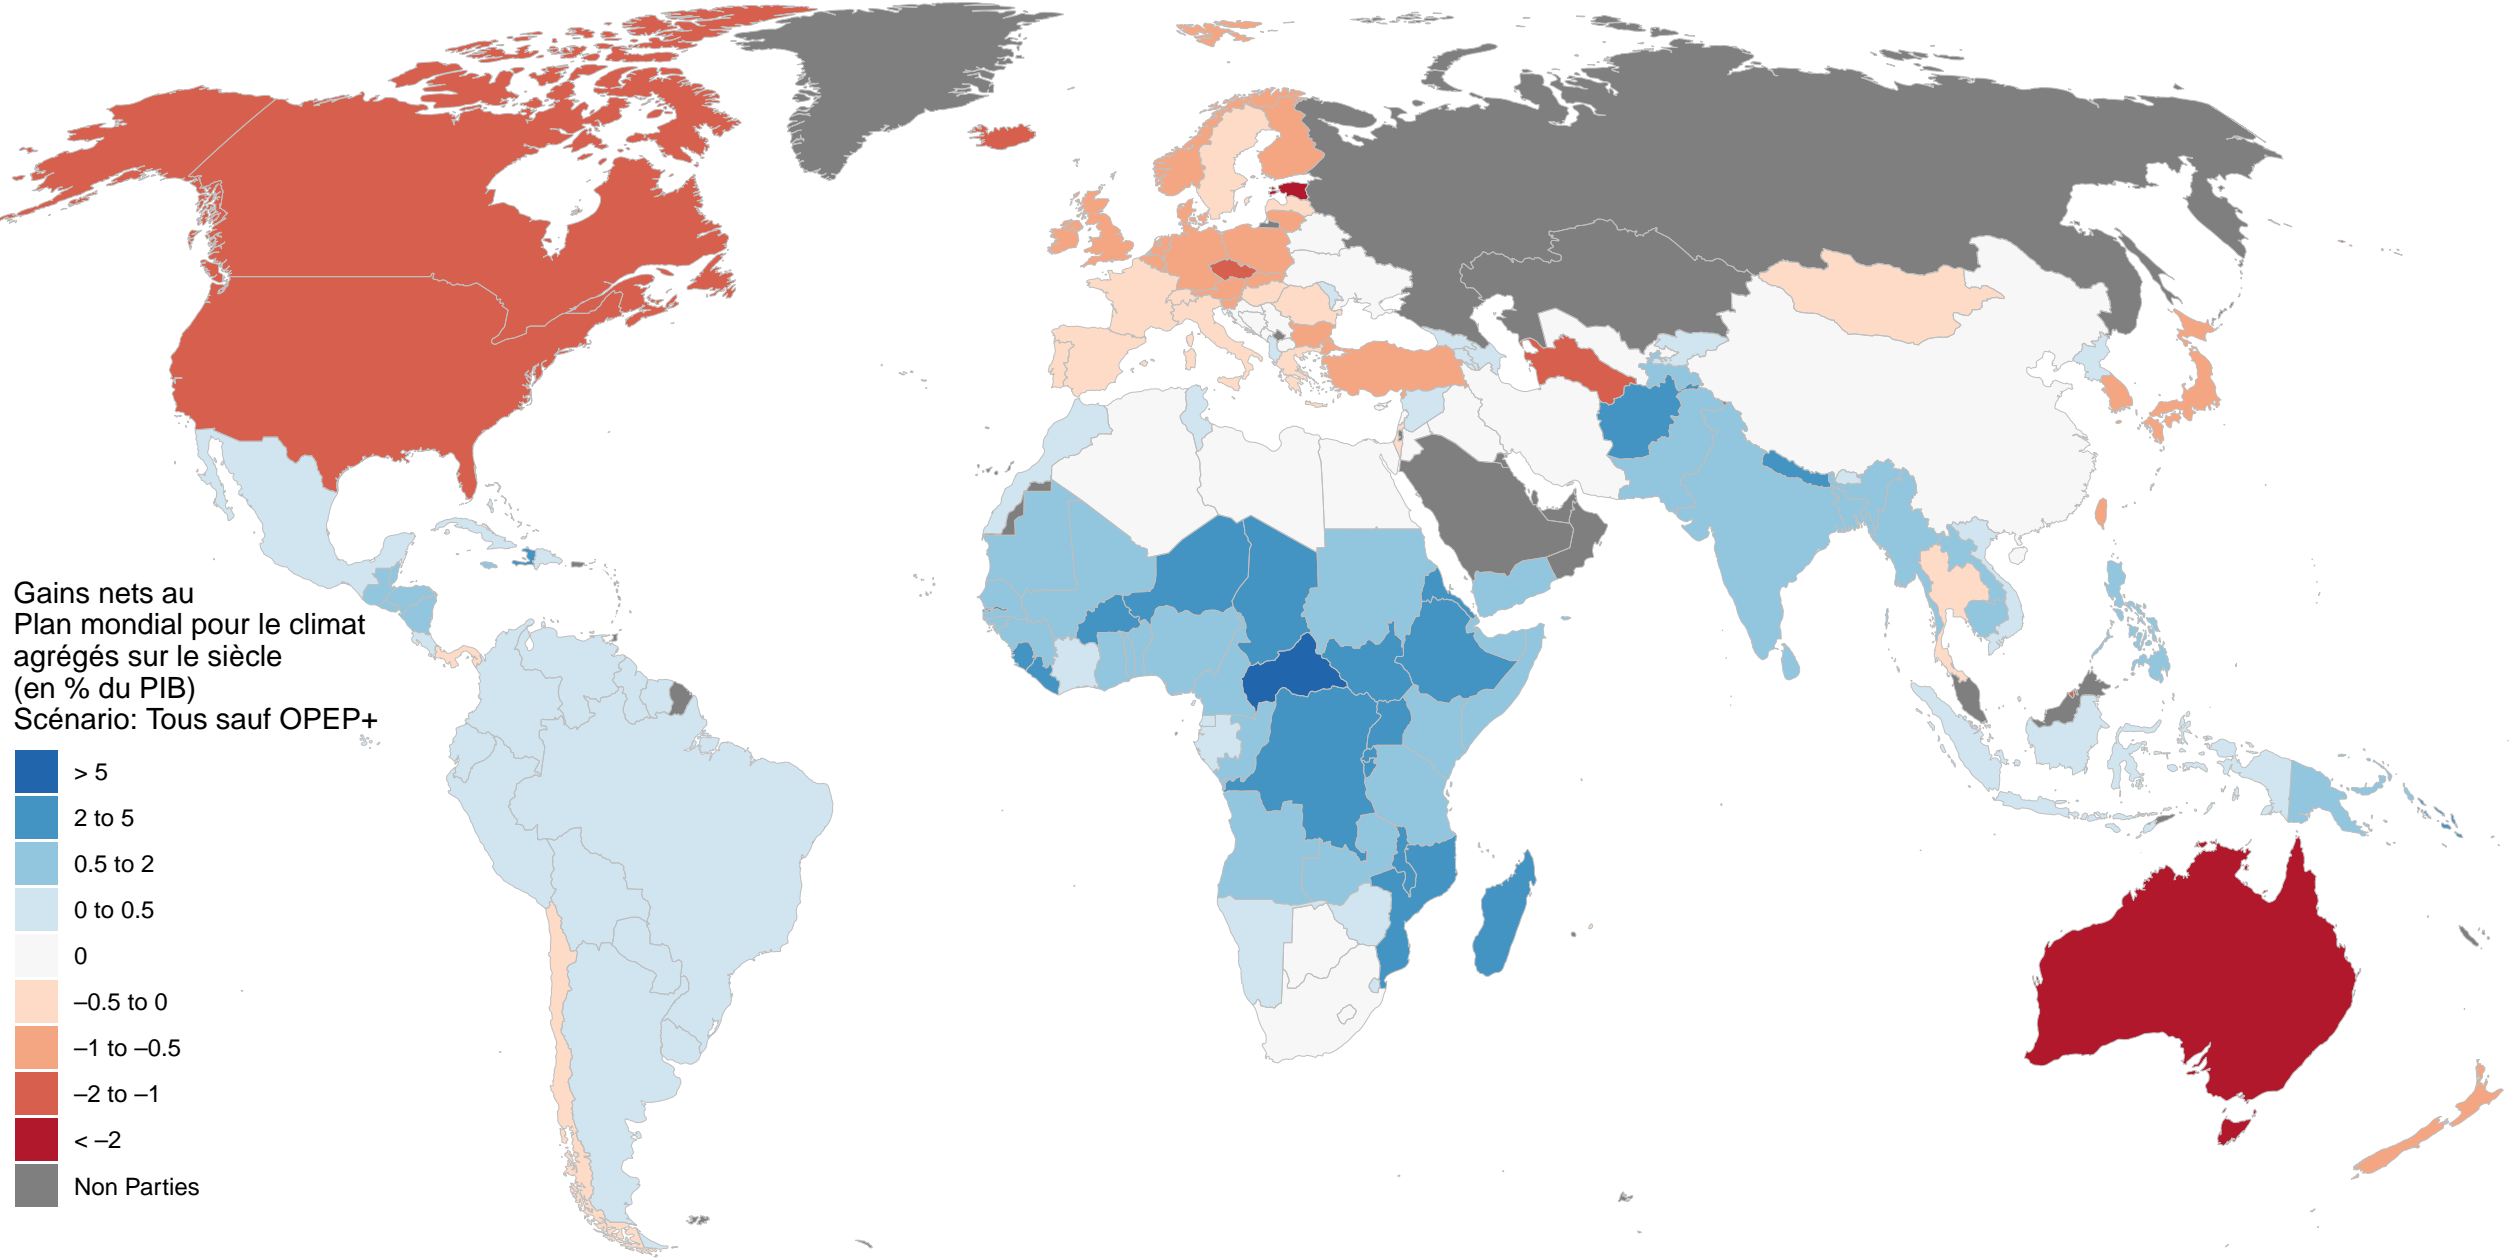 Gains nets au
Plan mondial pour le climat
agrégés sur le siècle
(en % du PIB)
Scénario: Tous sauf OPEP+
> 5
2 to 5
0.5 to 2
0 to 0.5
0
–0.5 to 0
–1 to –0.5
–2 to –1
< –2
Non Parties